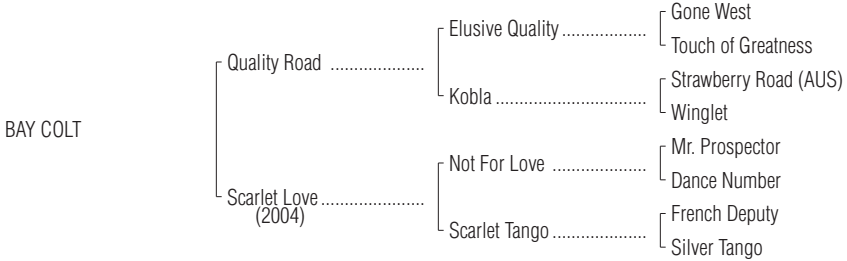 Gone West
Elusive Quality ...................
Touch of Greatness
Quality Road ....................
Strawberry Road (AUS)
Kobla .................................
Winglet
BAY COLT
Mr. Prospector
Not For Love .....................
Dance Number
Scarlet Love ......................
(2004)
French Deputy
Scarlet Tango .....................
Silver Tango